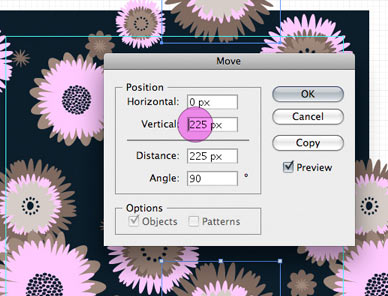 Move
Position
Horizontal: 0 px
Vertical: 225 px
Distance: 225 px
Angle: 90 °
Options
Objects Patterns
OK
Cancel
Copy
Preview